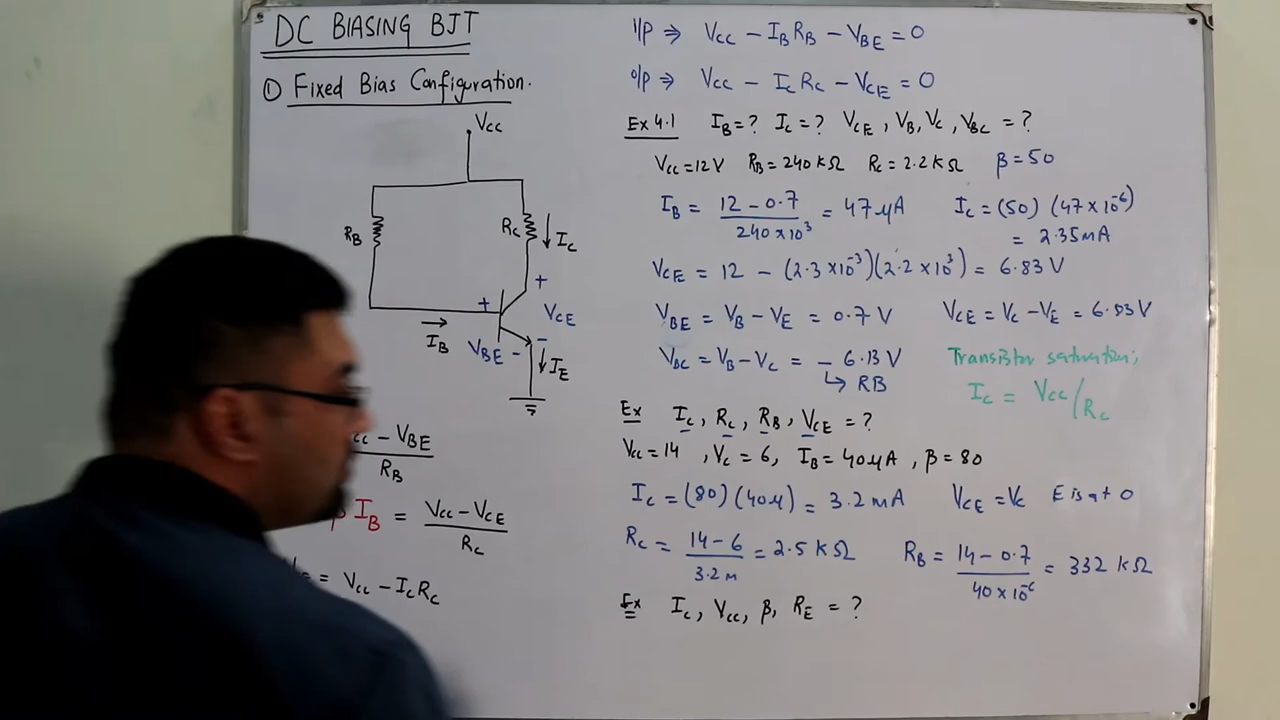 DC BIASING BJT
① Fixed Bias Configuration.
Vcc
RB
Rc
Ic
+
+
VCE
IB
VBE
-
-
IE
cc - VBE
RB
β IB = Vcc - VCE
Rc
= Vcc - IcRc
I/p ⇒ Vcc - IB RB - VBE = 0
o/p ⇒ Vcc - Ic Rc - VCE = 0
Ex 4.1 IB = ? Ic = ? VCE, VB, Vc, VBC = ?
Vcc = 12V RB = 240 kΩ Rc = 2.2 kΩ β = 50
IB = 12 - 0.7 / 240 × 10³ = 47 μA Ic = (50) (47 × 10⁻⁶)
= 2.35 mA
VCE = 12 - (2.3 × 10⁻³)(2.2 × 10³) = 6.83 V
VBE = VB - VE = 0.7 V VCE = Vc - VE = 6.83 V
VBC = VB - Vc = - 6.13 V
↳ RB
Transistor saturation;
Ic = Vcc / Rc
Ex Ic, Rc, RB, VCE = ?
Vcc = 14, Vc = 6, IB = 40 μA, β = 80
Ic = (80) (40μ) = 3.2 mA VCE = Vc E is at 0
Rc = 14 - 6 / 3.2 m = 2.5 kΩ RB = 14 - 0.7 / 40 × 10⁻⁶ = 332 kΩ
Ex Ic, Vcc, β, RE = ?